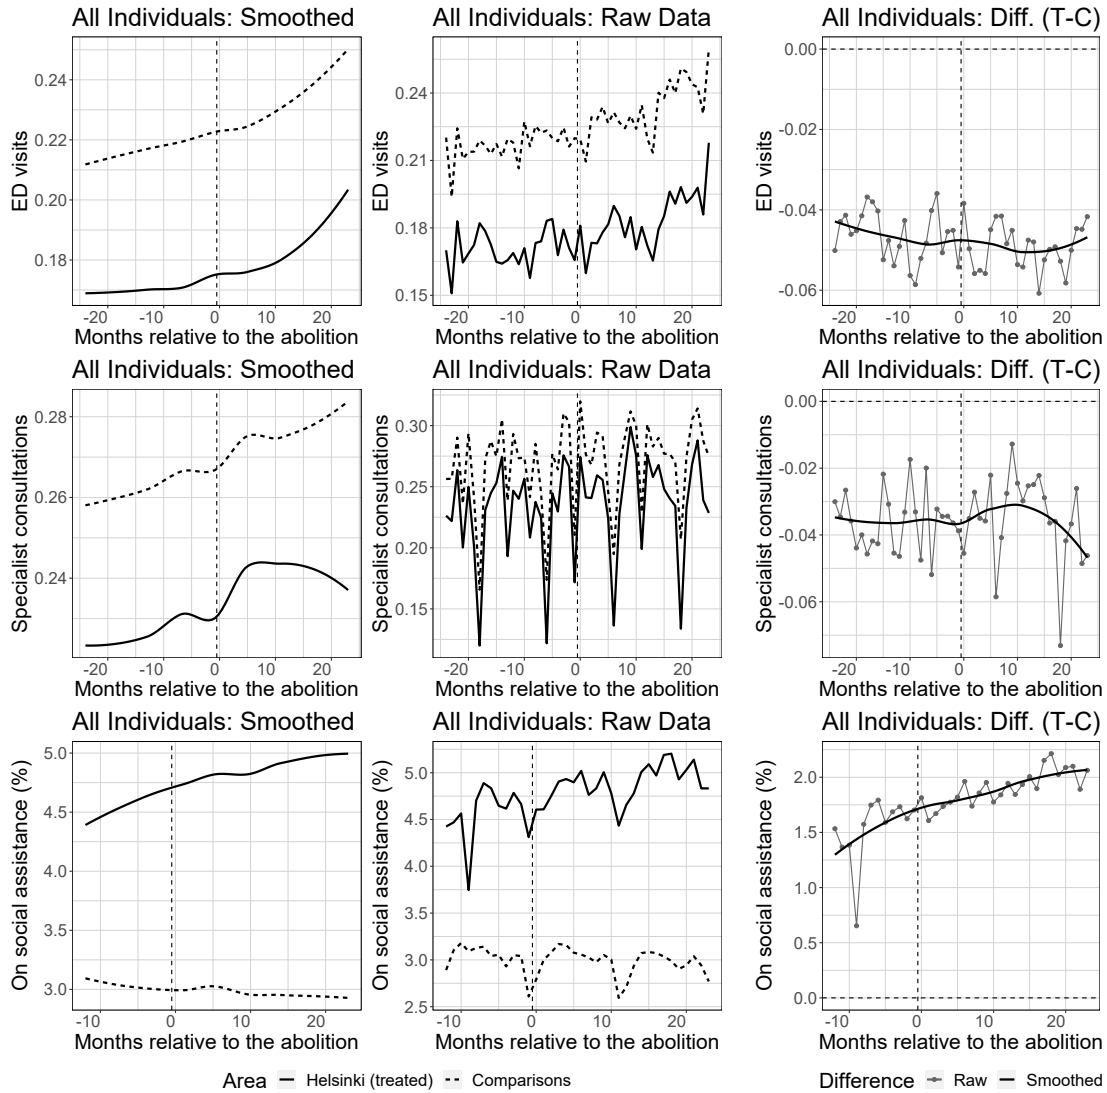 All Individuals: Smoothed
All Individuals: Raw Data
All Individuals: Diff. (T-C)
ED visits
0.24
0.22
0.20
0.18
-20 -10 0 10 20
Months relative to the abolition
ED visits
0.24
0.21
0.18
0.15
-20 -10 0 10 20
Months relative to the abolition
ED visits
0.00
-0.02
-0.04
-0.06
-20 -10 0 10 20
Months relative to the abolition
All Individuals: Smoothed
All Individuals: Raw Data
All Individuals: Diff. (T-C)
Specialist consultations
0.28
0.26
0.24
-20 -10 0 10 20
Months relative to the abolition
Specialist consultations
0.30
0.25
0.20
0.15
-20 -10 0 10 20
Months relative to the abolition
Specialist consultations
0.00
-0.02
-0.04
-0.06
-20 -10 0 10 20
Months relative to the abolition
All Individuals: Smoothed
All Individuals: Raw Data
All Individuals: Diff. (T-C)
On social assistance (%)
5.0
4.5
4.0
3.5
3.0
-10 0 10 20
Months relative to the abolition
On social assistance (%)
5.0
4.5
4.0
3.5
3.0
2.5
-10 0 10 20
Months relative to the abolition
On social assistance (%)
2.0
1.5
1.0
0.5
0.0
-10 0 10 20
Months relative to the abolition
Area Helsinki (treated) Comparisons
Difference Raw Smoothed